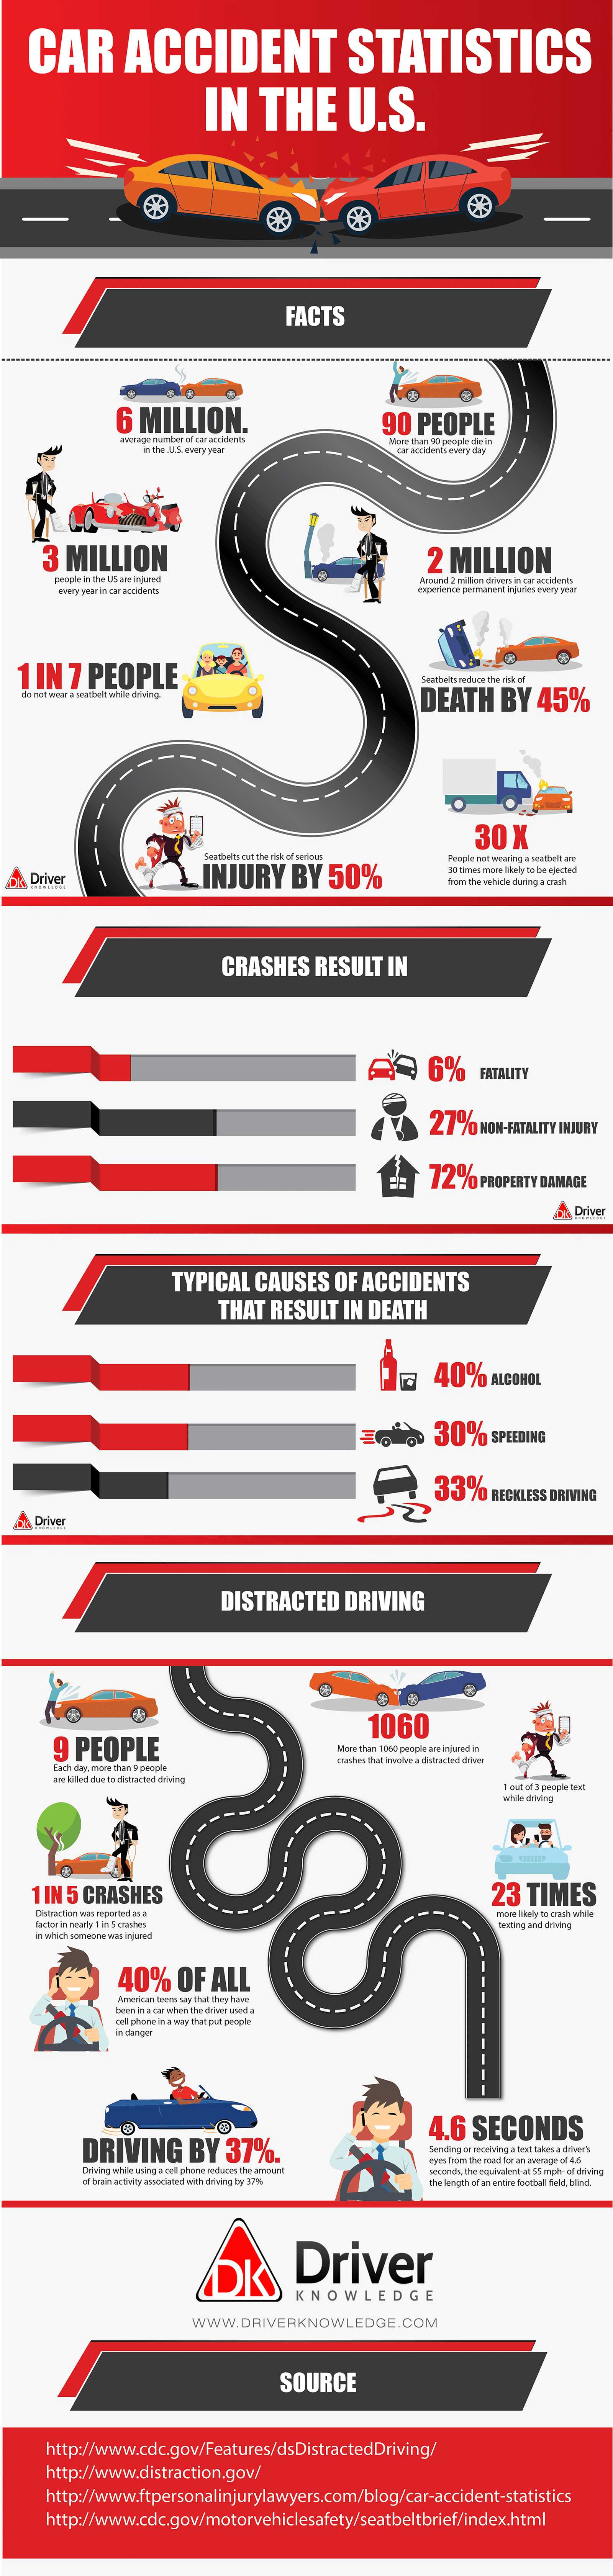 CAR ACCIDENT STATISTICS
IN THE U.S.
FACTS
6 MILLION.
average number of car accidents
in the .U.S. every year
90 PEOPLE
More than 90 people die in
car accidents every day
3 MILLION
people in the US are injured
every year in car accidents
2 MILLION
Around 2 million drivers in car accidents
experience permanent injuries every year
1 IN 7 PEOPLE
do not wear a seatbelt while driving.
Seatbelts reduce the risk of
DEATH BY 45%
30 X
People not wearing a seatbelt are
30 times more likely to be ejected
from the vehicle during a crash
Seatbelts cut the risk of serious
INJURY BY 50%
DK Driver
KNOWLEDGE
CRASHES RESULT IN
6% FATALITY
27% NON-FATALITY INJURY
72% PROPERTY DAMAGE
DK Driver
KNOWLEDGE
TYPICAL CAUSES OF ACCIDENTS
THAT RESULT IN DEATH
40% ALCOHOL
30% SPEEDING
33% RECKLESS DRIVING
DK Driver
KNOWLEDGE
DISTRACTED DRIVING
9 PEOPLE
Each day, more than 9 people
are killed due to distracted driving
1060
More than 1060 people are injured in
crashes that involve a distracted driver
1 out of 3 people text
while driving
1 IN 5 CRASHES
Distraction was reported as a
factor in nearly 1 in 5 crashes
in which someone was injured
23 TIMES
more likely to crash while
texting and driving
40% OF ALL
American teens say that they have
been in a car when the driver used a
cell phone in a way that put people
in danger
DRIVING BY 37%.
Driving while using a cell phone reduces the amount
of brain activity associated with driving by 37%
4.6 SECONDS
Sending or receiving a text takes a driver's
eyes from the road for an average of 4.6
seconds, the equivalent-at 55 mph- of driving
the length of an entire football field, blind.
DK Driver
KNOWLEDGE
WWW.DRIVERKNOWLEDGE.COM
SOURCE
http://www.cdc.gov/Features/dsDistractedDriving/
http://www.distraction.gov/
http://www.ftpersonalinjurylawyers.com/blog/car-accident-statistics
http://www.cdc.gov/motorvehiclesafety/seatbeltbrief/index.html